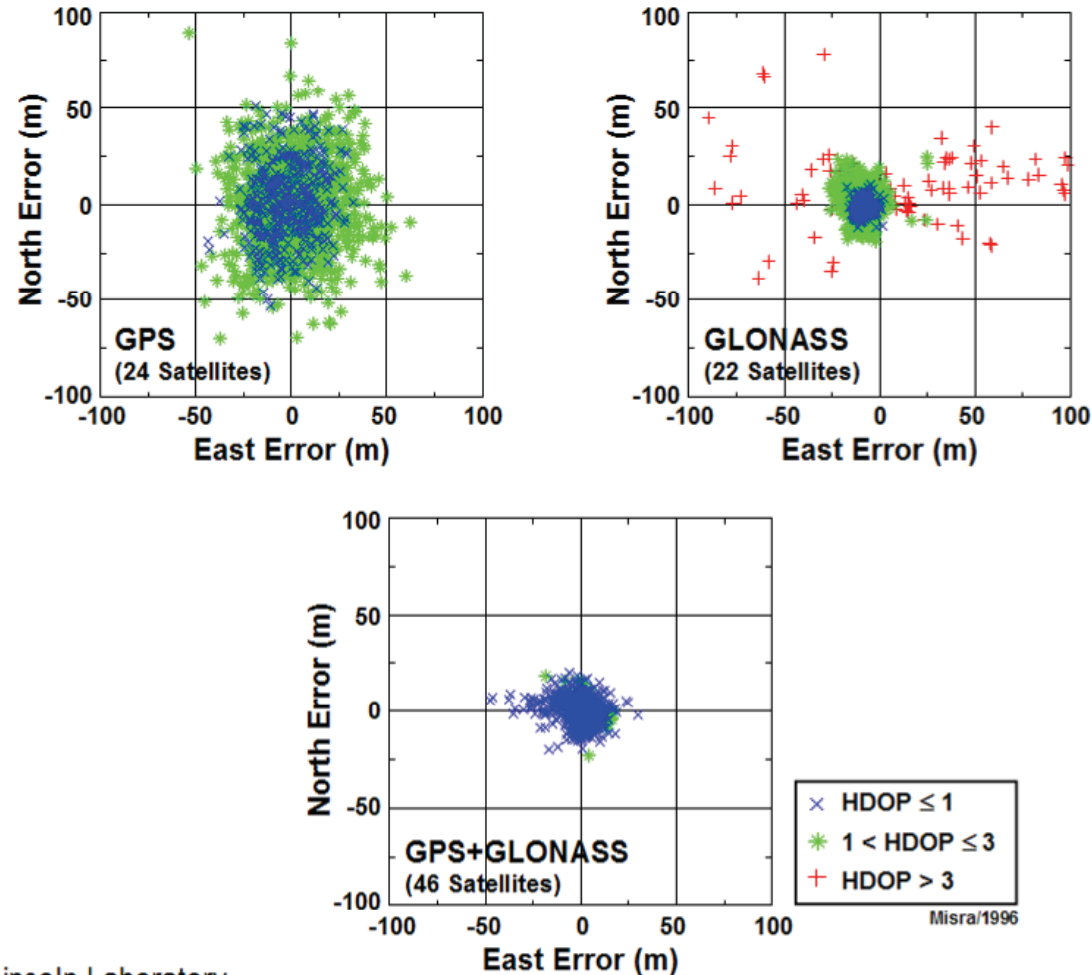 100
50
0
-50
-100
North Error (m)
GPS
(24 Satellites)
-100 -50 0 50 100
East Error (m)
100
50
0
-50
-100
North Error (m)
GLONASS
(22 Satellites)
-100 -50 0 50 100
East Error (m)
100
50
0
-50
-100
North Error (m)
GPS+GLONASS
(46 Satellites)
-100 -50 0 50 100
East Error (m)
HDOP ≤ 1
1 < HDOP ≤ 3
HDOP > 3
Misra/1996